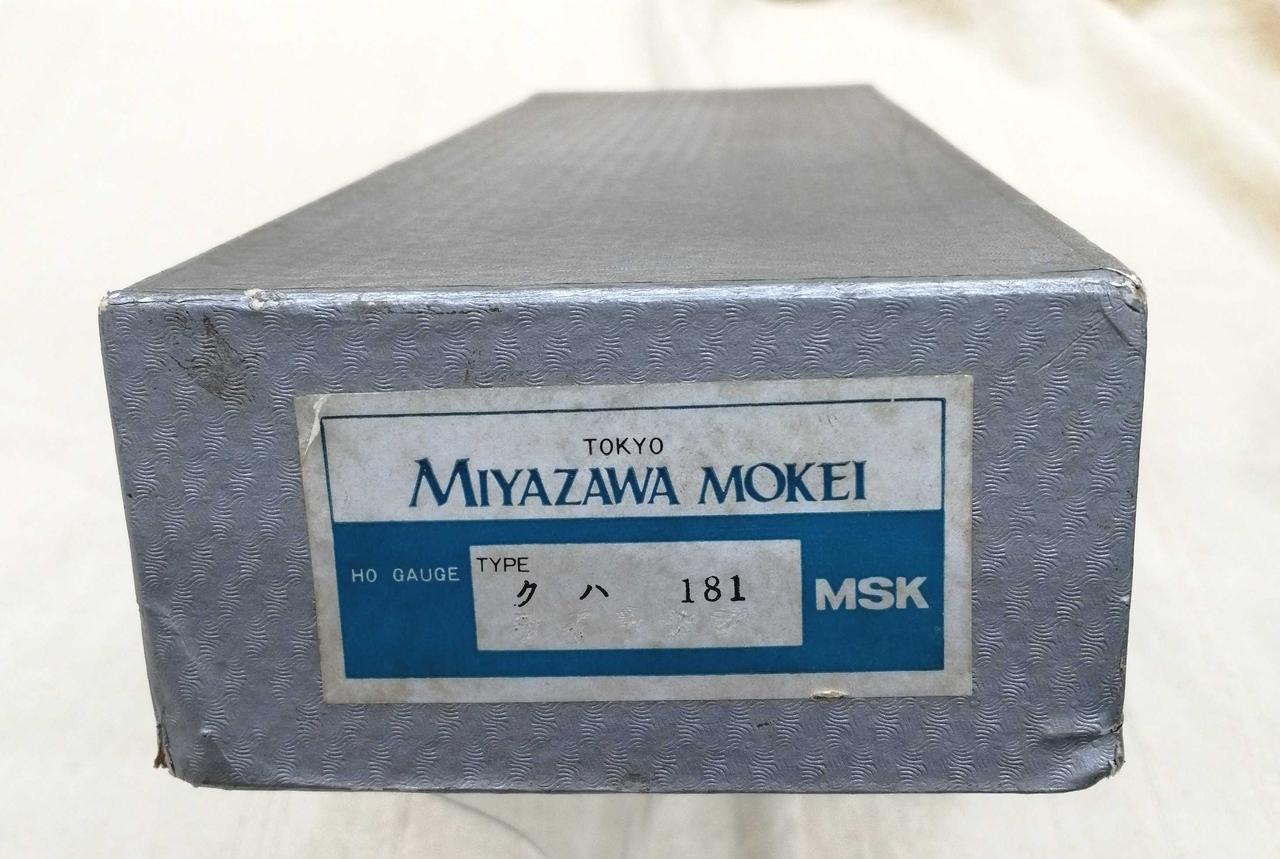 TOKYO
MIYAZAWA MOKEI
HO GAUGE
TYPE
クハ 181
MSK